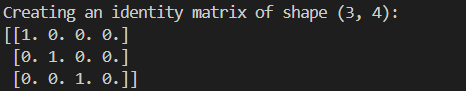 Creating an identity matrix of shape (3, 4):
[[1. 0. 0. 0.]
 [0. 1. 0. 0.]
 [0. 0. 1. 0.]]